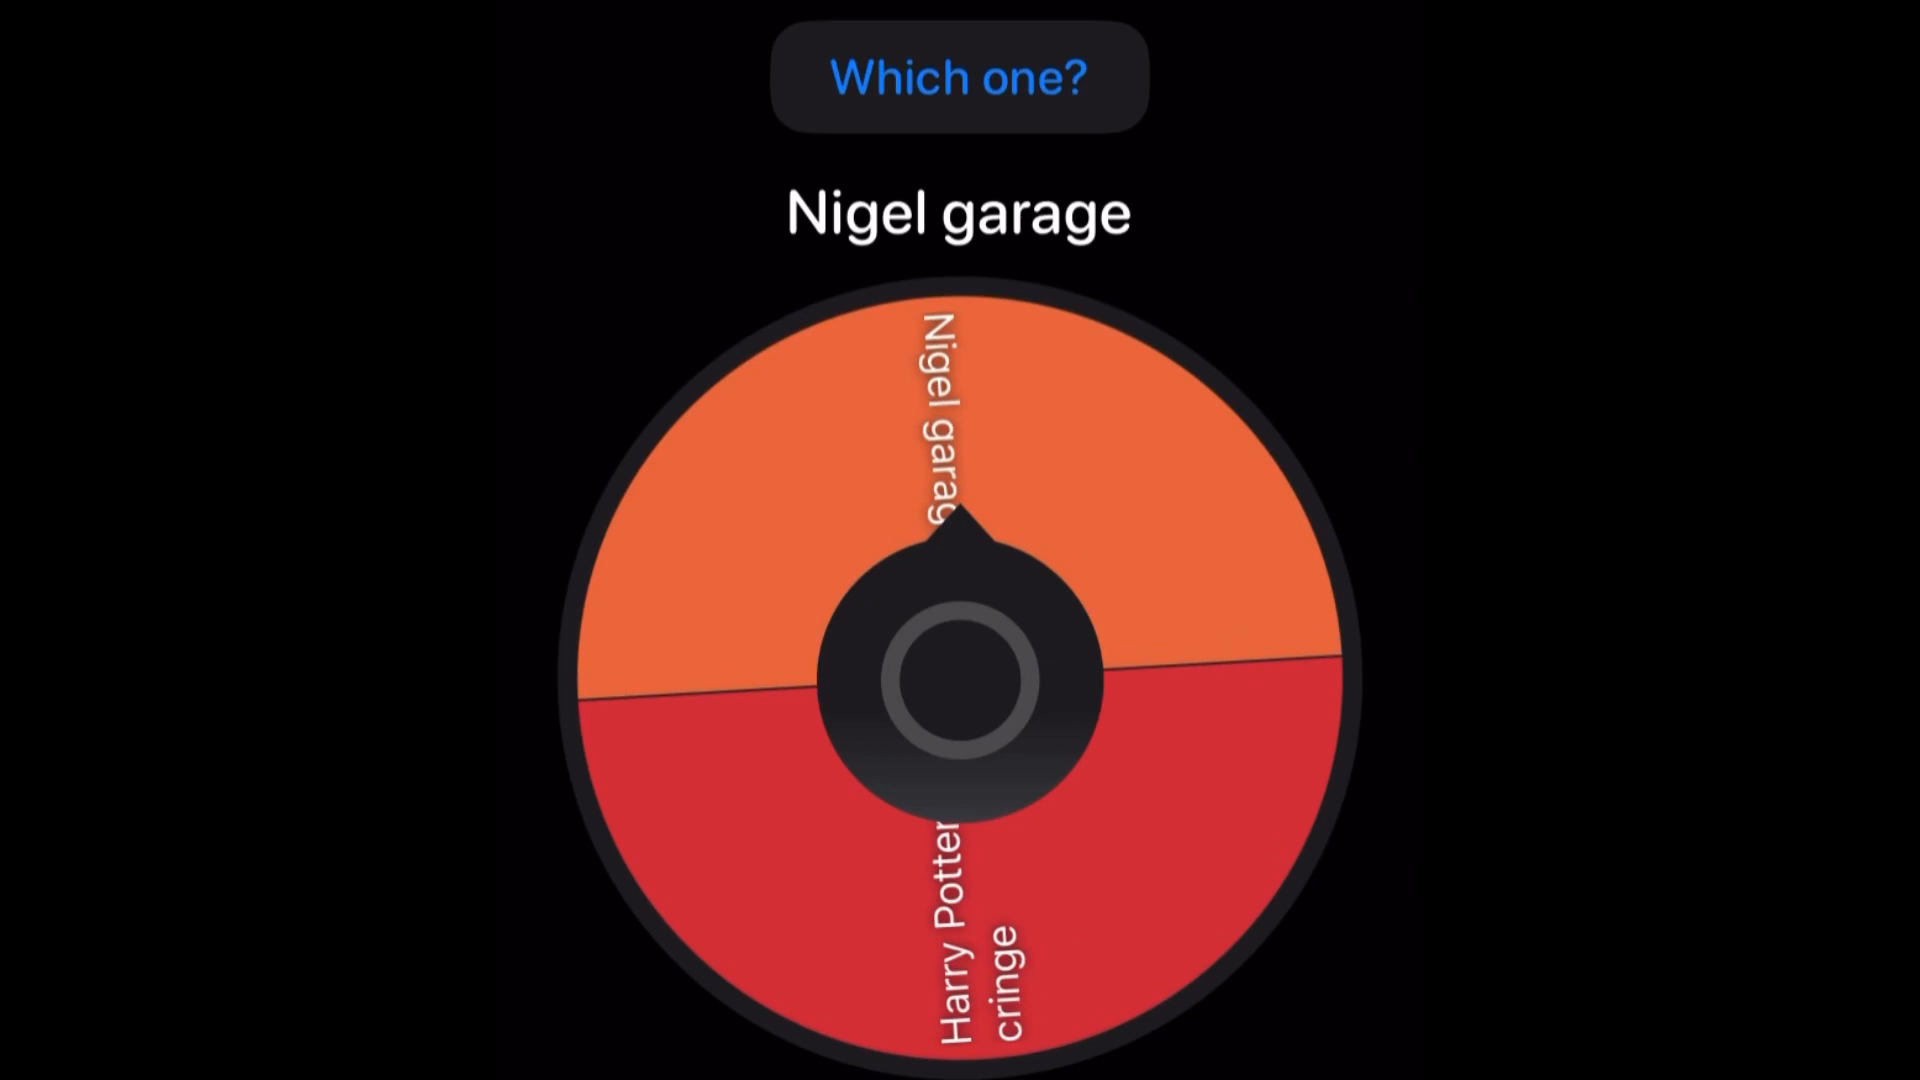 Which one?
Nigel garage
Nigel garag
Harry Potter
cringe